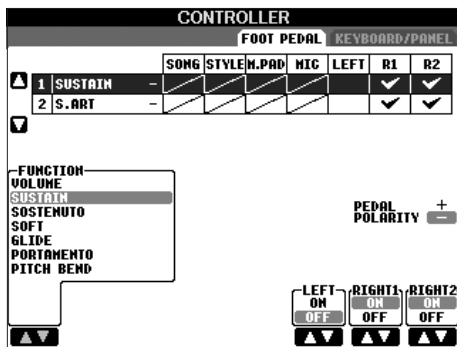 CONTROLLER
FOOT PEDAL KEYBOARD/PANEL
SONG STYLE M.PAD MIC LEFT R1 R2
1 SUSTAIN –
2 S.ART –
FUNCTION
VOLUME
SUSTAIN
SOSTENUTO
SOFT
GLIDE
PORTAMENTO
PITCH BEND
PEDAL +
POLARITY –
LEFT RIGHT1 RIGHT2
ON ON ON
OFF OFF OFF